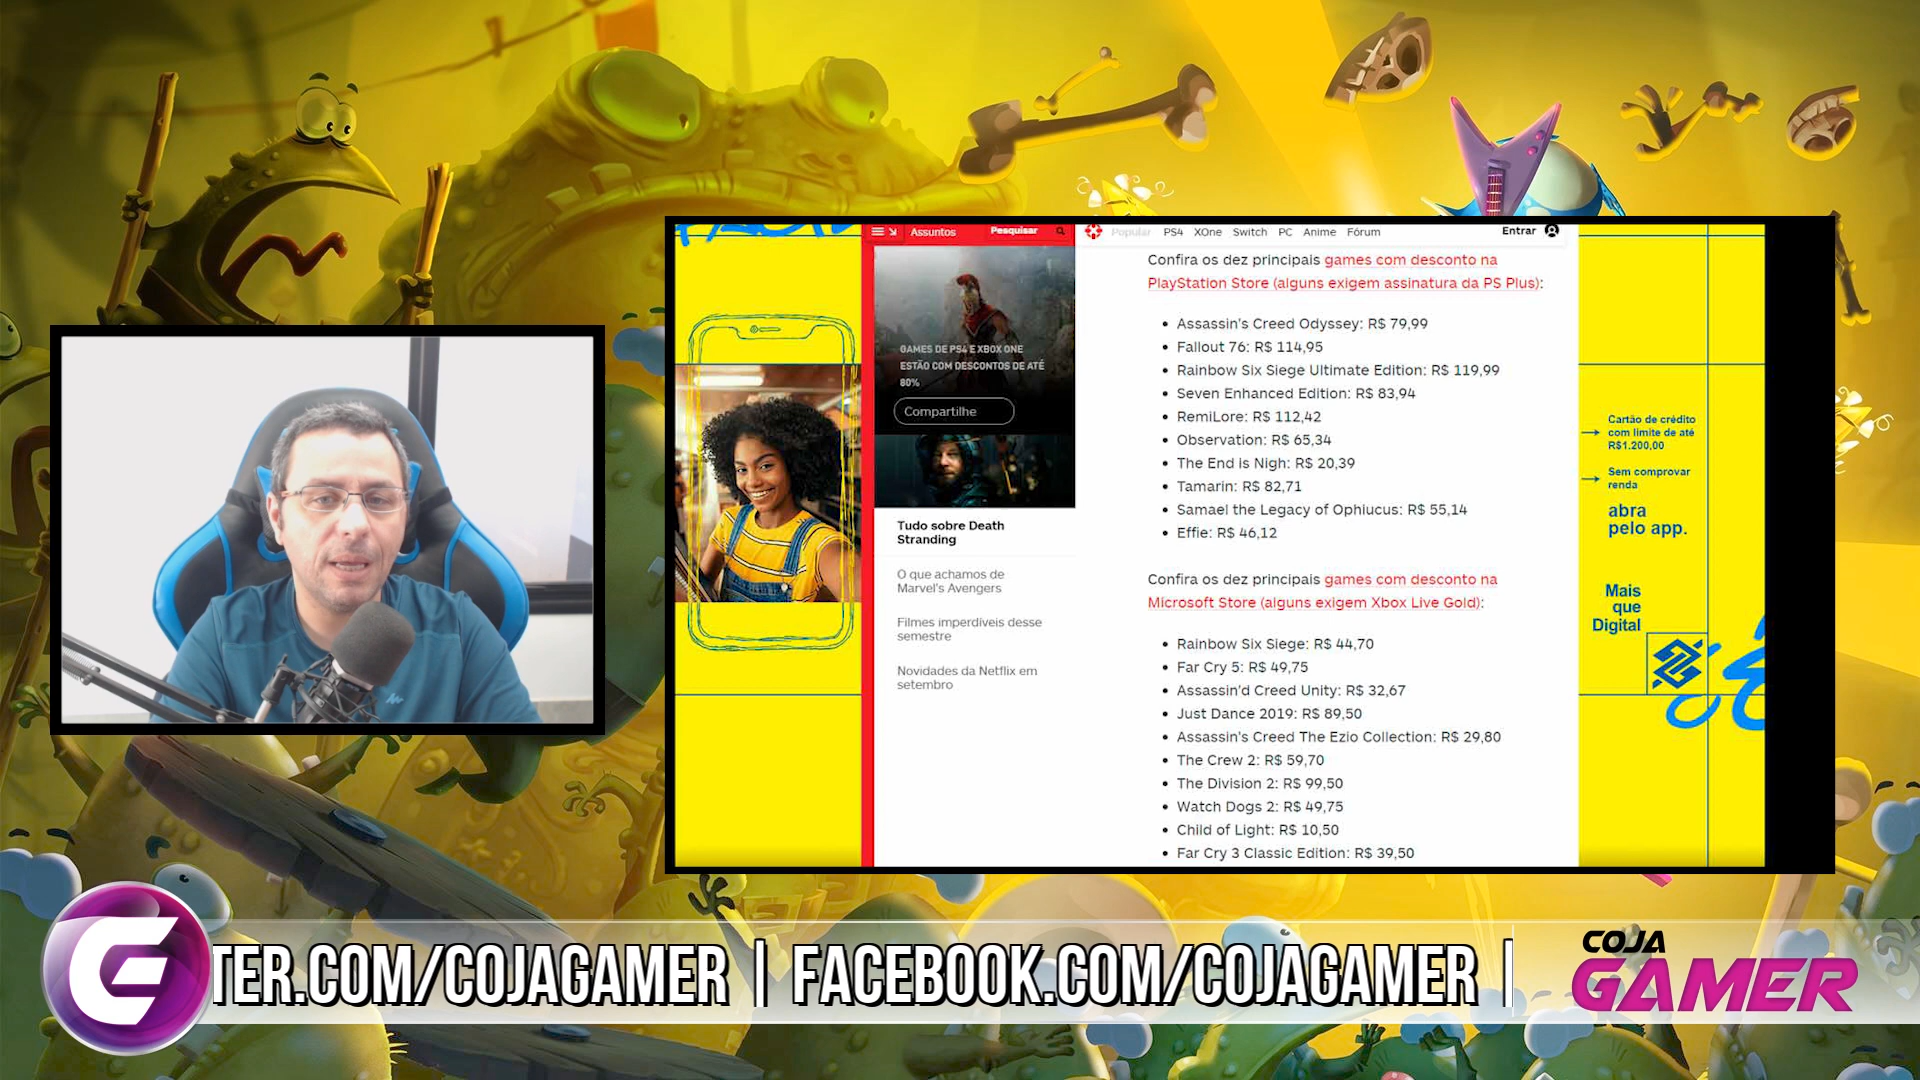 Assuntos
Pesquisar
Popular PS4 XOne Switch PC Anime Fórum
Entrar
GAMES DE PS4 E XBOX ONE
ESTÃO COM DESCONTOS DE ATÉ
80%
Compartilhe
Tudo sobre Death
Stranding
O que achamos de
Marvel's Avengers
Filmes imperdíveis desse
semestre
Novidades da Netflix em
setembro
Confira os dez principais games com desconto na
PlayStation Store (alguns exigem assinatura da PS Plus):
• Assassin's Creed Odyssey: R$ 79,99
• Fallout 76: R$ 114,95
• Rainbow Six Siege Ultimate Edition: R$ 119,99
• Seven Enhanced Edition: R$ 83,94
• RemiLore: R$ 112,42
• Observation: R$ 65,34
• The End is Nigh: R$ 20,39
• Tamarin: R$ 82,71
• Samael the Legacy of Ophiucus: R$ 55,14
• Effie: R$ 46,12
Confira os dez principais games com desconto na
Microsoft Store (alguns exigem Xbox Live Gold):
• Rainbow Six Siege: R$ 44,70
• Far Cry 5: R$ 49,75
• Assassin'd Creed Unity: R$ 32,67
• Just Dance 2019: R$ 89,50
• Assassin's Creed The Ezio Collection: R$ 29,80
• The Crew 2: R$ 59,70
• The Division 2: R$ 99,50
• Watch Dogs 2: R$ 49,75
• Child of Light: R$ 10,50
• Far Cry 3 Classic Edition: R$ 39,50
Cartão de crédito
com limite de até
R$1.200,00
Sem comprovar
renda
abra
pelo app.
Mais
que
Digital
TER.COM/COJAGAMER | FACEBOOK.COM/COJAGAMER |
COJA
GAMER